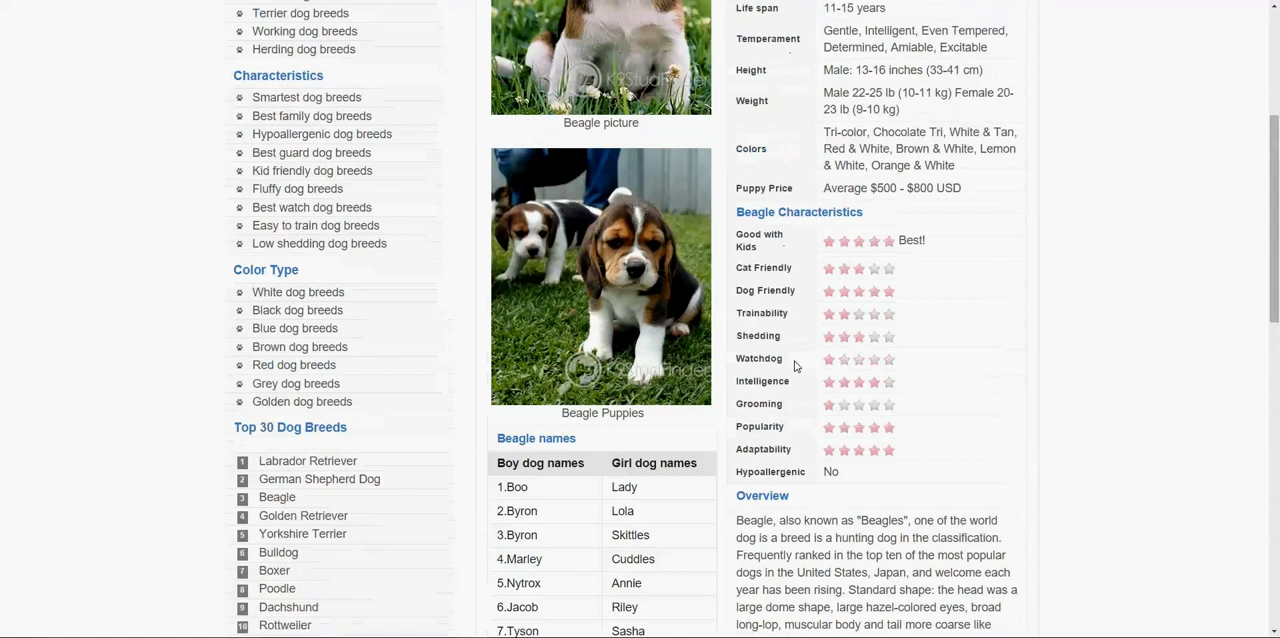 Terrier dog breeds
Working dog breeds
Herding dog breeds
Characteristics
Smartest dog breeds
Best family dog breeds
Hypoallergenic dog breeds
Best guard dog breeds
Kid friendly dog breeds
Fluffy dog breeds
Best watch dog breeds
Easy to train dog breeds
Low shedding dog breeds
Color Type
White dog breeds
Black dog breeds
Blue dog breeds
Brown dog breeds
Red dog breeds
Grey dog breeds
Golden dog breeds
Top 30 Dog Breeds
1 Labrador Retriever
2 German Shepherd Dog
3 Beagle
4 Golden Retriever
5 Yorkshire Terrier
6 Bulldog
7 Boxer
8 Poodle
9 Dachshund
10 Rottweiler
K9StudFinder
Beagle picture
K9StudFinder
Beagle Puppies
Beagle names
Boy dog names Girl dog names
1.Boo Lady
2.Byron Lola
3.Byron Skittles
4.Marley Cuddles
5.Nytrox Annie
6.Jacob Riley
7.Tyson Sasha
Life span 11-15 years
Temperament Gentle, Intelligent, Even Tempered,
Determined, Amiable, Excitable
Height Male: 13-16 inches (33-41 cm)
Weight Male 22-25 lb (10-11 kg) Female 20-
23 lb (9-10 kg)
Colors Tri-color, Chocolate Tri, White & Tan,
Red & White, Brown & White, Lemon
& White, Orange & White
Puppy Price Average $500 - $800 USD
Beagle Characteristics
Good with
Kids Best!
Cat Friendly
Dog Friendly
Trainability
Shedding
Watchdog
Intelligence
Grooming
Popularity
Adaptability
Hypoallergenic No
Overview
Beagle, also known as "Beagles", one of the world
dog is a breed is a hunting dog in the classification.
Frequently ranked in the top ten of the most popular
dogs in the United States, Japan, and welcome each
year has been rising. Standard shape: the head was a
large dome shape, large hazel-colored eyes, broad
long-lop, muscular body and tail more coarse like